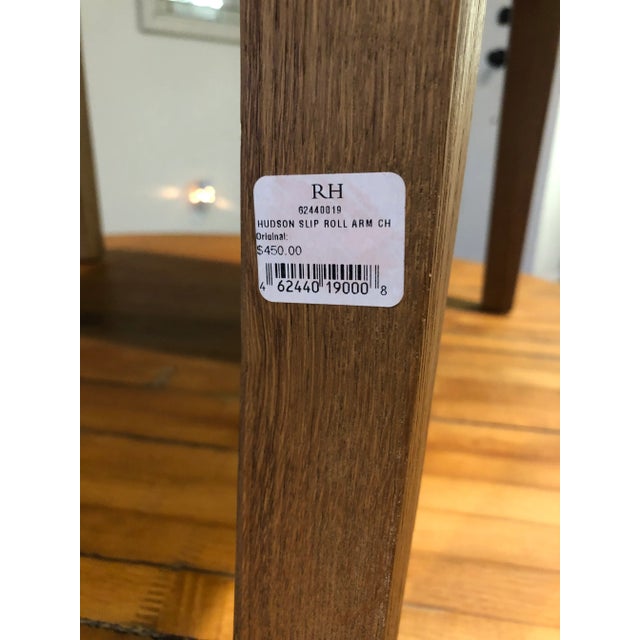 RH
62440019
HUDSON SLIP ROLL ARM CH
Original:
$450.00
4 62440 19000 8